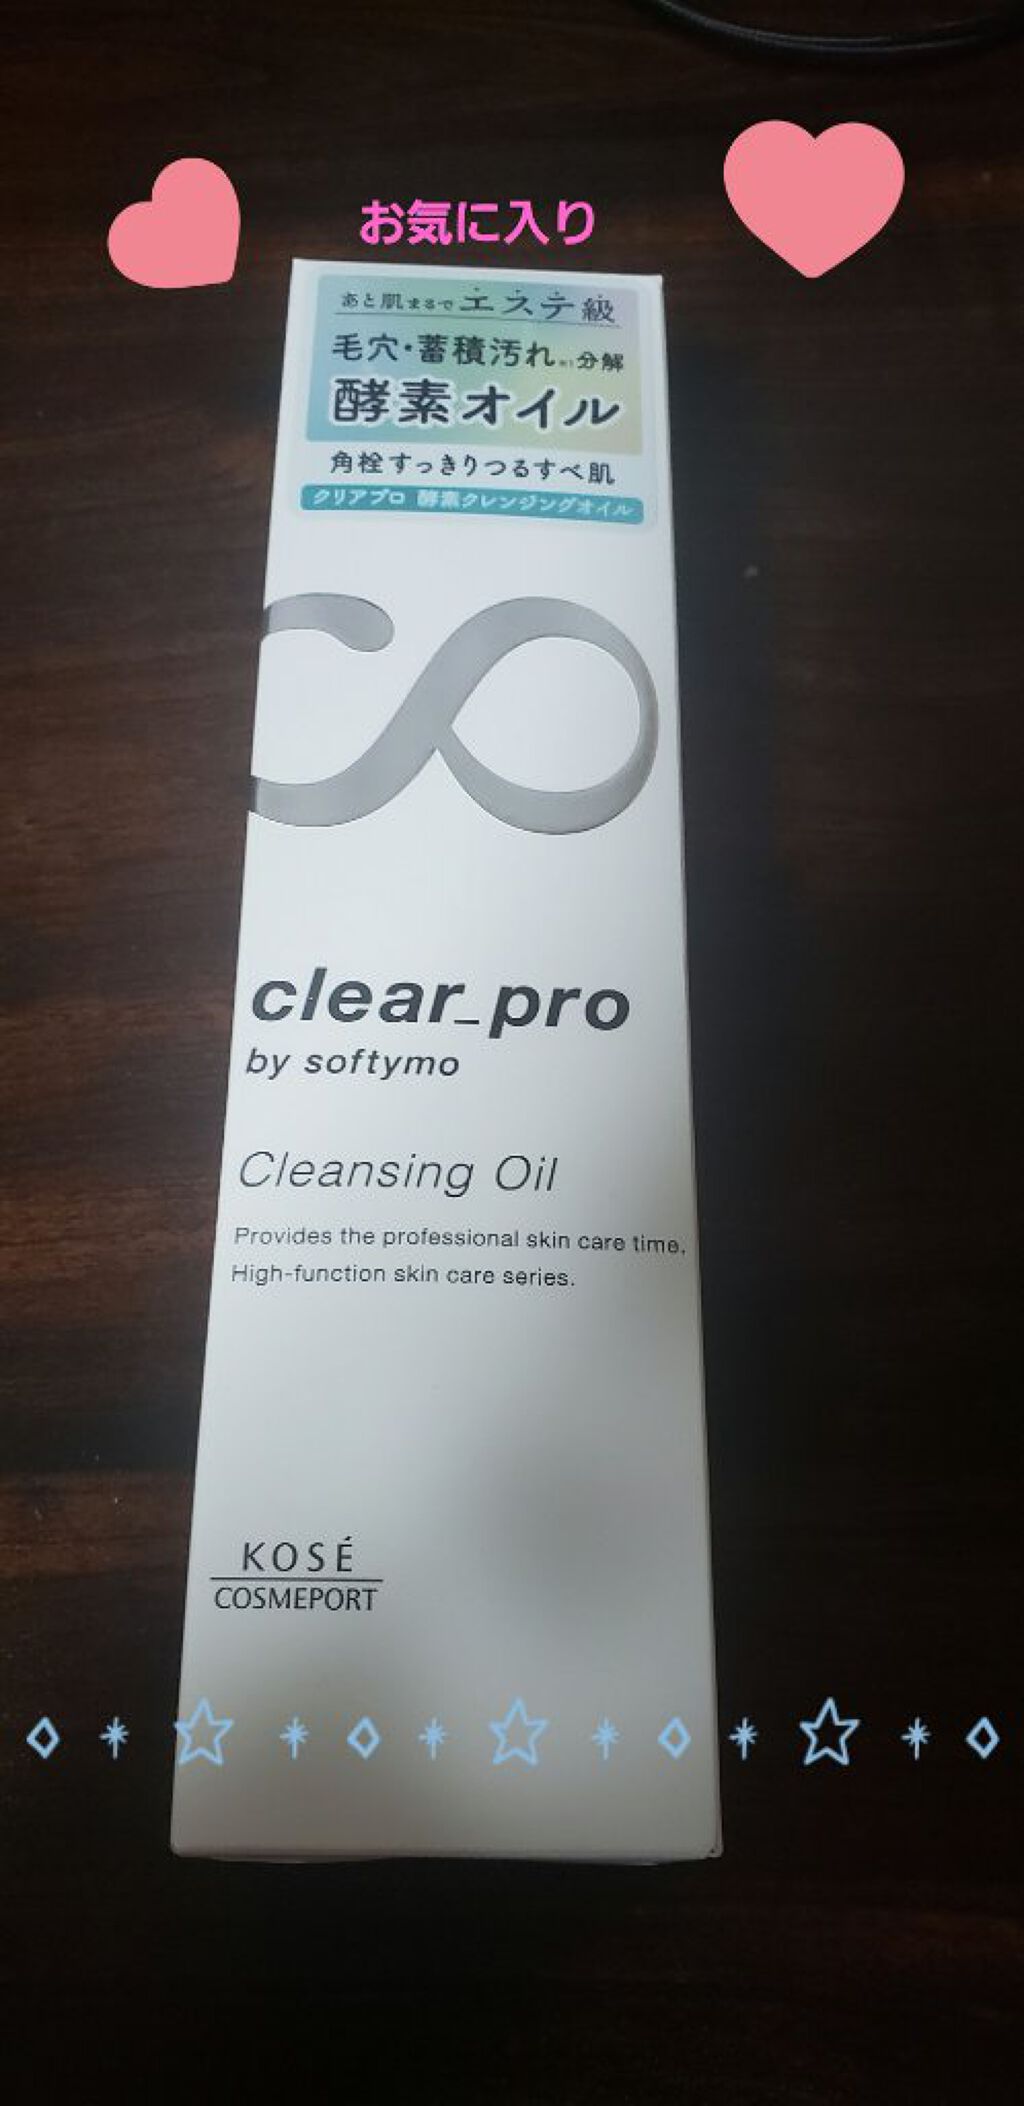 お気に入り
あと肌まるでエステ級
毛穴・蓄積汚れ※1分解
酵素オイル
角栓すっきりつるすべ肌
クリアプロ 酵素クレンジングオイル
clear_pro
by softymo
Cleansing Oil
Provides the professional skin care time.
High-function skin care series.
KOSÉ
COSMEPORT